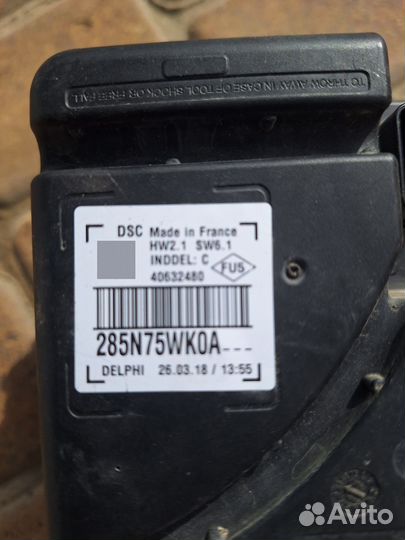 TO THROW AWAY IN CASE OF TOOL SHOCK OR FREE FALL
DSC Made in France
HW2.1 SW6.1
INDDEL: C
FU5
40632480
285N75WK0A---
DELPHI 26.03.18 / 13:55
Avito